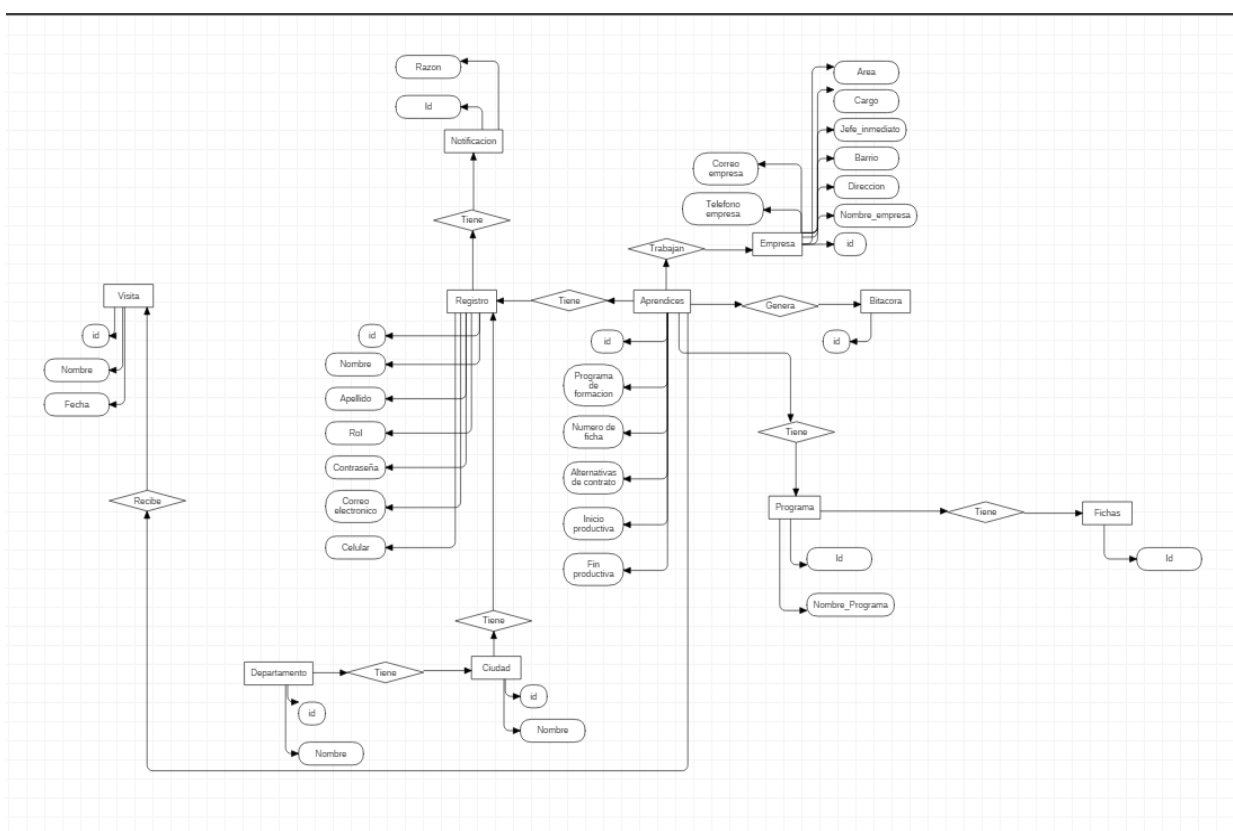 Razon
Id
Notificacion
Tiene
Area
Cargo
Jefe_inmediato
Barrio
Direccion
Nombre_empresa
id
Correo
empresa
Telefono
empresa
Empresa
Trabajan
Visita
id
Nombre
Fecha
Recibe
Registro
id
Nombre
Apellido
Rol
Contraseña
Correo
electronico
Celular
Tiene
Aprendices
id
Programa
de
formacion
Numero de
ficha
Alternativas
de contrato
Inicio
productiva
Fin
productiva
Genera
Bitacora
id
Tiene
Programa
Id
Nombre_Programa
Tiene
Fichas
Id
Tiene
Departamento
id
Nombre
Tiene
Ciudad
id
Nombre